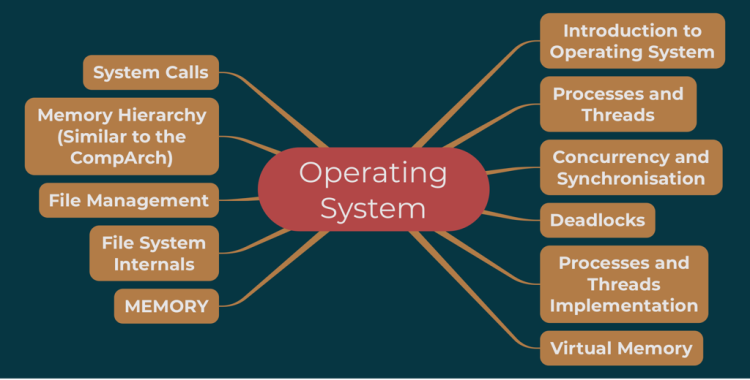 Operating
System
Introduction to
Operating System
Processes and
Threads
Concurrency and
Synchronisation
Deadlocks
Processes and
Threads
Implementation
Virtual Memory
System Calls
Memory Hierarchy
(Similar to the
CompArch)
File Management
File System
Internals
MEMORY